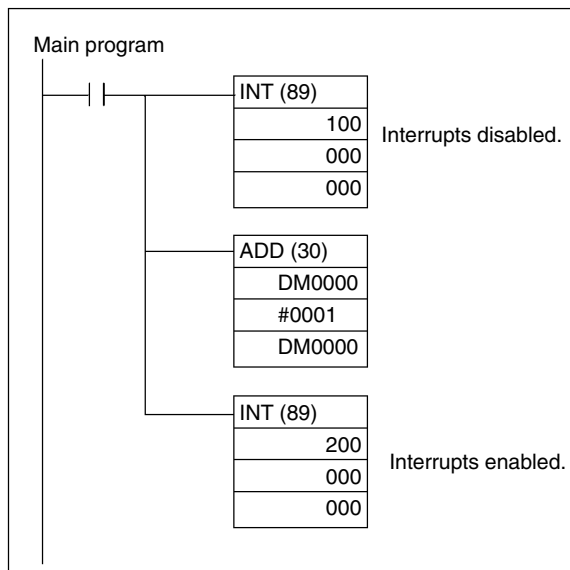 Main program
INT (89)
100
000
000
Interrupts disabled.
ADD (30)
DM0000
#0001
DM0000
INT (89)
200
000
000
Interrupts enabled.